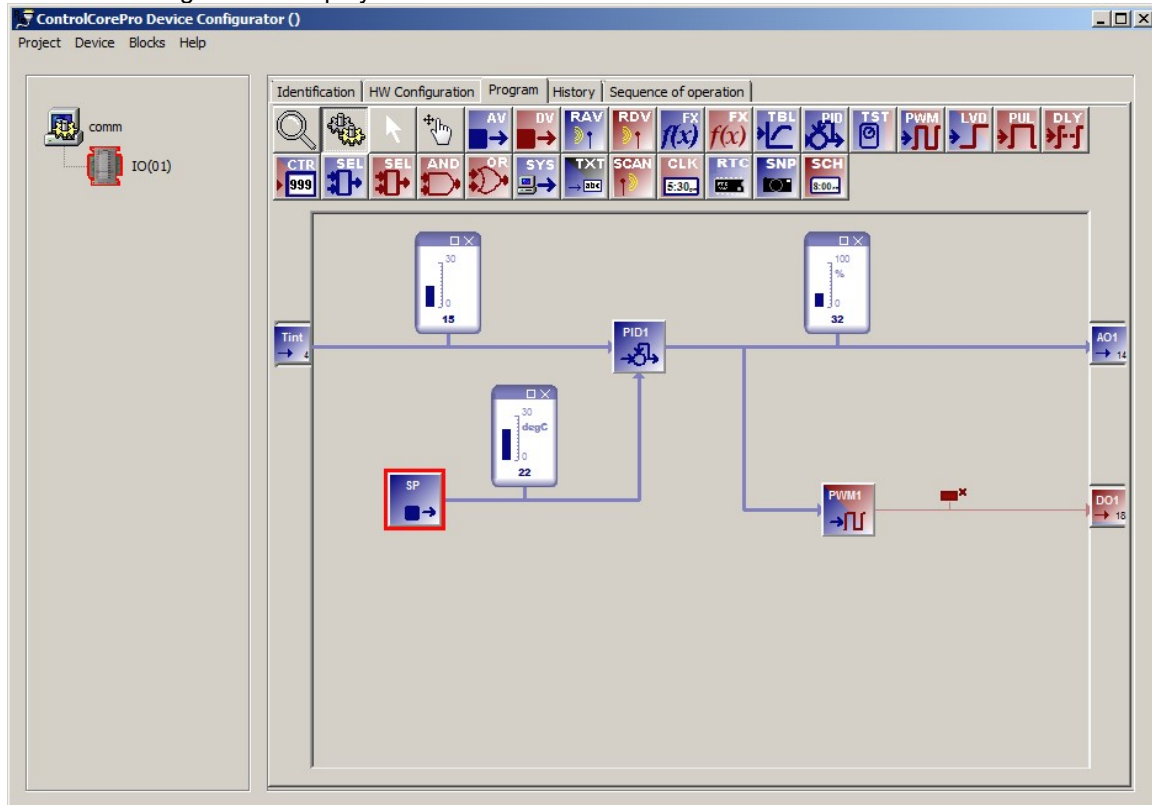 ControlCorePro Device Configurator ()
Project Device Blocks Help
Identification HW Configuration Program History Sequence of operation
AV DV RAV RDV FX FX TBL PID TST PWM LVD PUL DLY
f(x) f(x)
CTR SEL SEL AND OR SYS TXT SCAN CLK RTC SNP SCH
999 abc 5:30 8:00
comm
IO(01)
30
0
15
100
%
0
32
Tint
4
PID1
AO1
14
30
degC
0
22
SP
PWM1
DO1
18